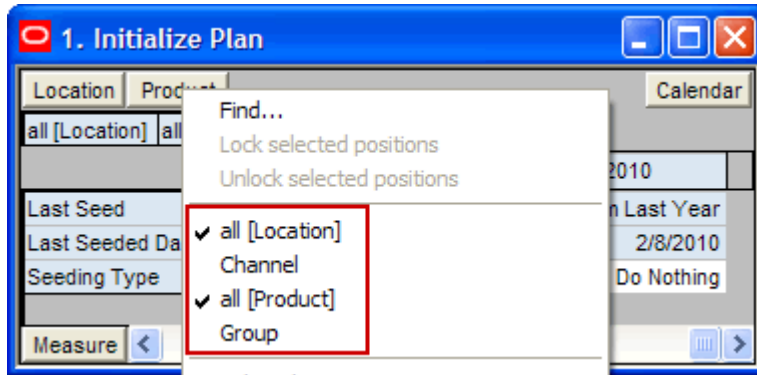 1. Initialize Plan
Location Calendar
Find...
all [Location] all
Lock selected positions
Unlock selected positions
2010
Last Seed Last Year
all [Location]
Last Seeded 2/8/2010
Channel
Seeding Type Do Nothing
all [Product]
Group
Measure